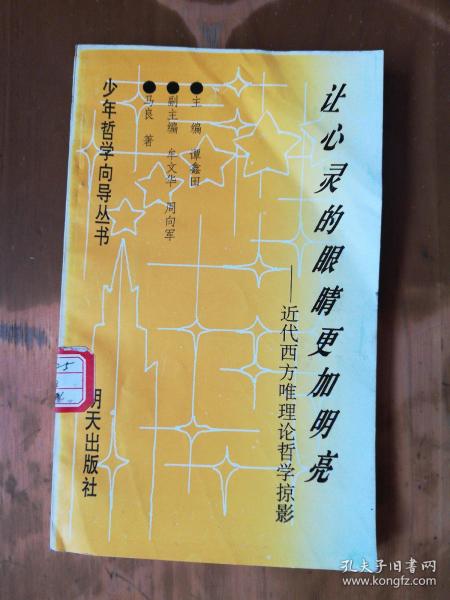 让心灵的眼睛更加明亮
——近代西方唯理论哲学掠影
●主 编 谭鑫田
●副主编 牟文华 周向军
●马良 著
少年哲学向导丛书
明天出版社
孔夫子旧书网
www.kongfz.com